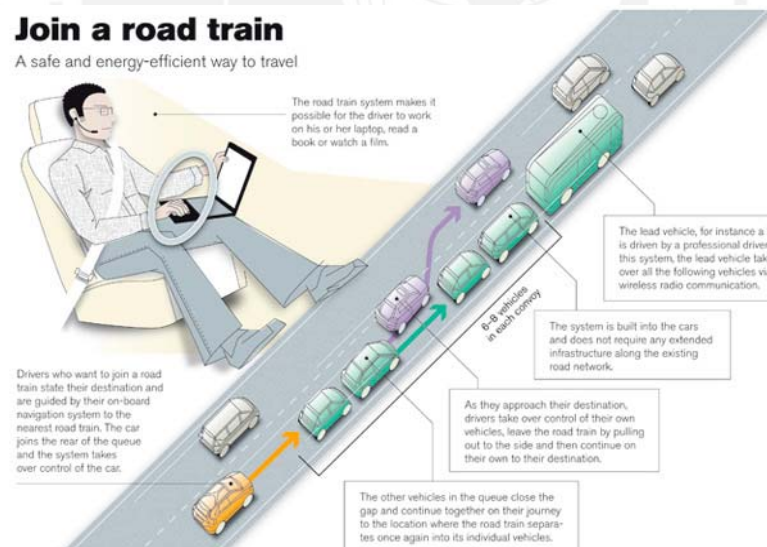 Join a road train
A safe and energy-efficient way to travel
The road train system makes it
possible for the driver to work
on his or her laptop, read a
book or watch a film.
The lead vehicle, for instance a
is driven by a professional driver
this system, the lead vehicle
over all the following vehicles
wireless radio communication.
6–8 vehicles
in each convoy
The system is built into the cars
and does not require any extended
infrastructure along the existing
road network.
Drivers who want to join a road
train state their destination and
are guided by their on-board
navigation system to the
nearest road train. The car
joins the rear of the queue
and the system takes
over control of the car.
As they approach their destination,
drivers take over control of their own
vehicles, leave the road train by pulling
out to the side and then continue on
their own to their destination.
The other vehicles in the queue close the
gap and continue together on their journey
to the location where the road train separa-
tes once again into its individual vehicles.